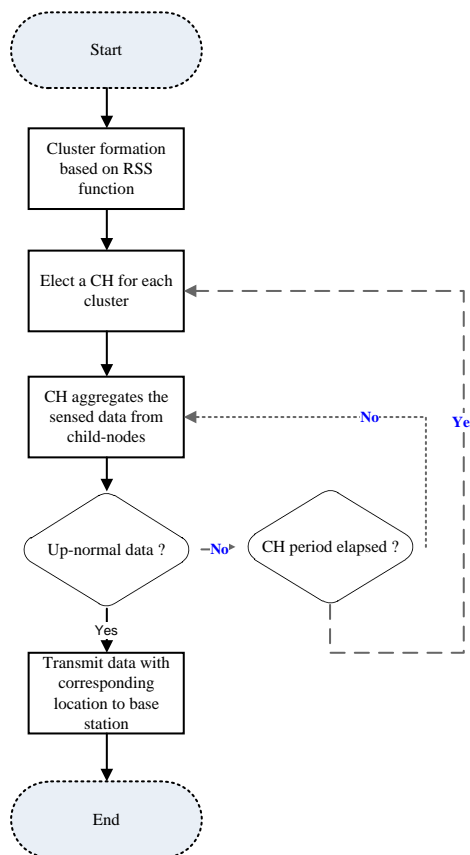 Start
Cluster formation
based on RSS
function
Elect a CH for each
cluster
CH aggregates the
sensed data from
child-nodes
No
Ye
Up-normal data ?
No
CH period elapsed ?
Yes
Transmit data with
corresponding
location to base
station
End